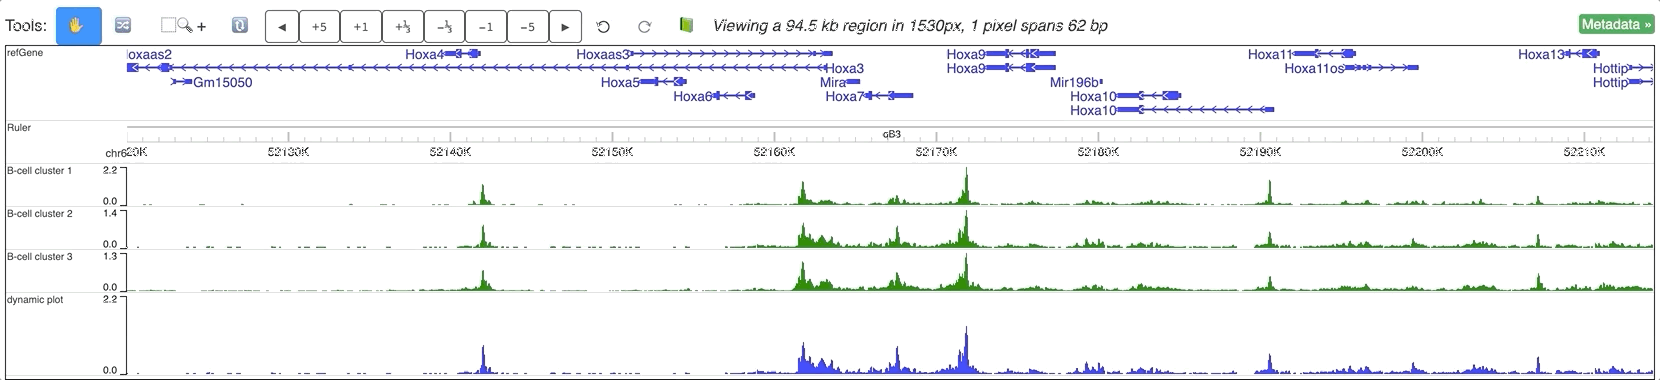 Tools: +5 +1 +⅓ -⅓ -1 -5 Viewing a 94.5 kb region in 1530px, 1 pixel spans 62 bp Metadata »
refGene
oxaas2 Hoxa4 Hoxaas3 Hoxa9 Hoxa11 Hoxa13
Hoxa3 Hoxa9 Hoxa11os Hottip
Gm15050 Hoxa5 Mira Mir196b Hottip
Hoxa6 Hoxa7 Hoxa10
Hoxa10
Ruler
qB3
chr6 20K 52130K 52140K 52150K 52160K 52170K 52180K 52190K 52200K 52210K
B-cell cluster 1 2.2
0.0
B-cell cluster 2 1.4
0.0
B-cell cluster 3 1.3
0.0
dynamic plot 2.2
0.0